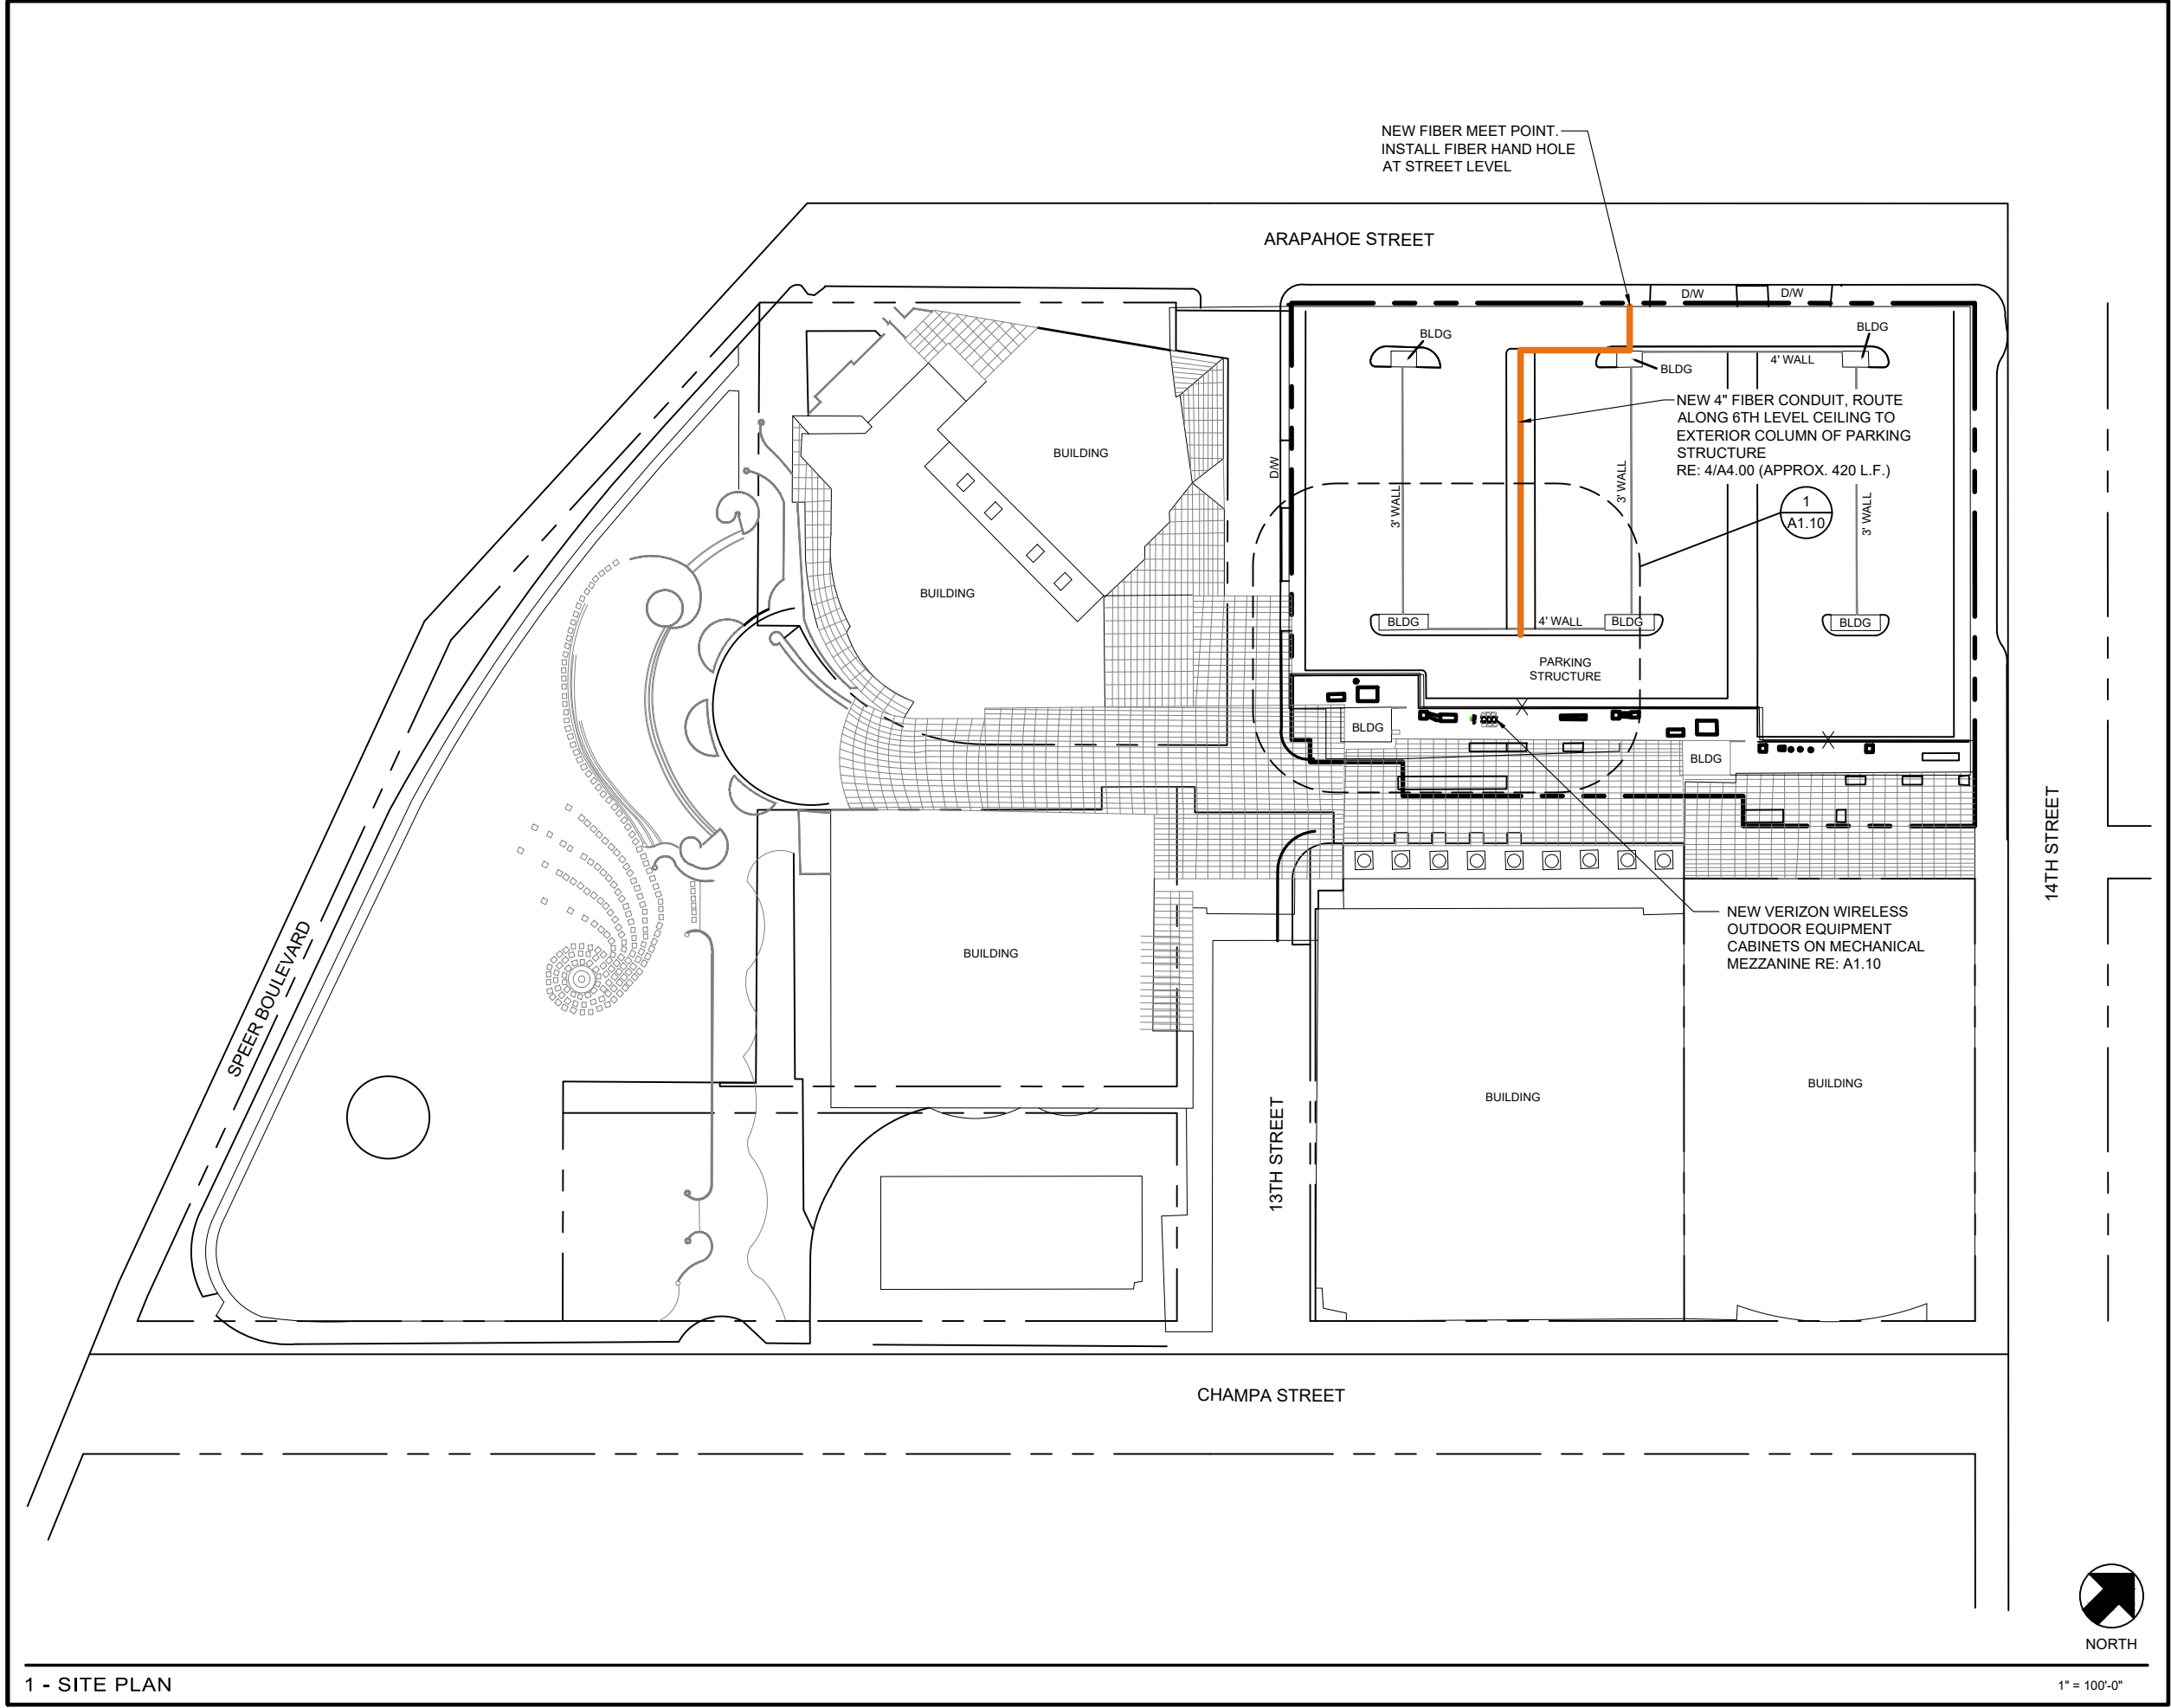 NEW FIBER MEET POINT.
INSTALL FIBER HAND HOLE
AT STREET LEVEL
ARAPAHOE STREET
D/W
D/W
BLDG
BLDG
BLDG
4' WALL
NEW 4" FIBER CONDUIT, ROUTE
ALONG 6TH LEVEL CEILING TO
EXTERIOR COLUMN OF PARKING
STRUCTURE
RE: 4/A4.00 (APPROX. 420 L.F.)
BUILDING
D/W
3' WALL
3' WALL
3' WALL
1
A1.10
BUILDING
BLDG
4' WALL
BLDG
BLDG
PARKING
STRUCTURE
BLDG
BLDG
14TH STREET
NEW VERIZON WIRELESS
OUTDOOR EQUIPMENT
CABINETS ON MECHANICAL
MEZZANINE RE: A1.10
SPEER BOULEVARD
BUILDING
BUILDING
BUILDING
13TH STREET
CHAMPA STREET
NORTH
1 - SITE PLAN
1" = 100'-0"